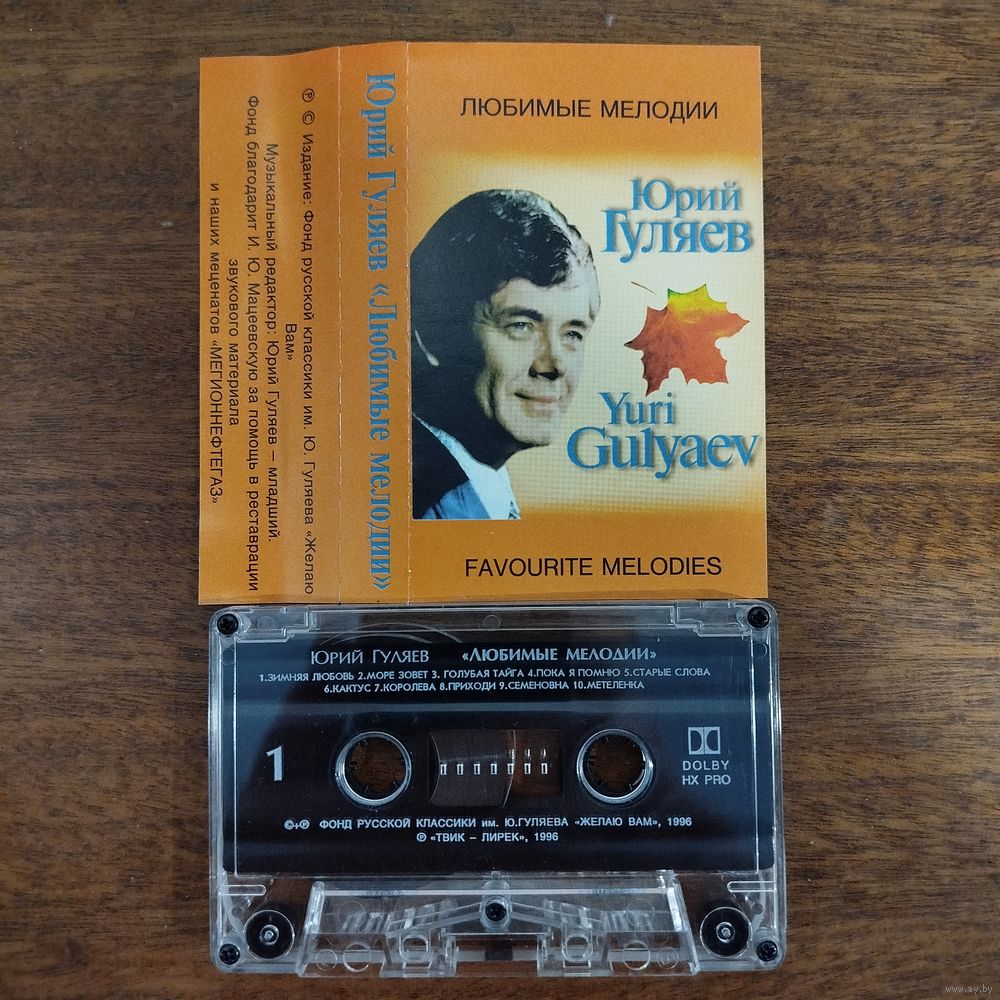 ЛЮБИМЫЕ МЕЛОДИИ
Юрий
Гуляев
Yuri
Gulyaev
FAVOURITE MELODIES
Юрий Гуляев «Любимые мелодии»
℗ © Издание: Фонд русской классики им. Ю. Гуляева «Желаю
Вам»
Музыкальный редактор: Юрий Гуляев – младший.
Фонд благодарит И. Ю. Мацеевскую за помощь в реставрации
звукового материала
и наших меценатов «МЕГИОННЕФТЕГАЗ»
ЮРИЙ ГУЛЯЕВ «ЛЮБИМЫЕ МЕЛОДИИ»
1.ЗИМНЯЯ ЛЮБОВЬ 2.МОРЕ ЗОВЕТ 3. ГОЛУБАЯ ТАЙГА 4.ПОКА Я ПОМНЮ 5.СТАРЫЕ СЛОВА
6.КАКТУС 7.КОРОЛЕВА 8.ПРИХОДИ 9.СЕМЕНОВНА 10.МЕТЕЛЕНКА
1
DOLBY
HX PRO
©+℗ ФОНД РУССКОЙ КЛАССИКИ им. Ю.ГУЛЯЕВА «ЖЕЛАЮ ВАМ», 1996
℗ «ТВИК – ЛИРЕК», 1996
www.ay.by